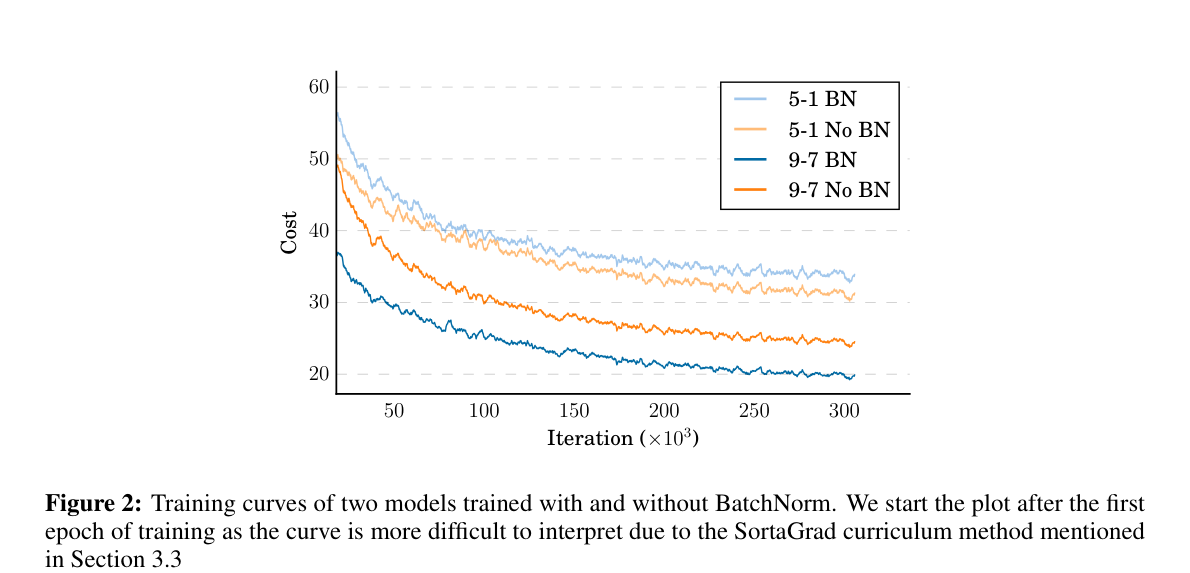 60
50
40
30
20
Cost
5-1 BN
5-1 No BN
9-7 BN
9-7 No BN
50 100 150 200 250 300
Iteration (×10³)
Figure 2: Training curves of two models trained with and without BatchNorm. We start the plot after the first
epoch of training as the curve is more difficult to interpret due to the SortaGrad curriculum method mentioned
in Section 3.3